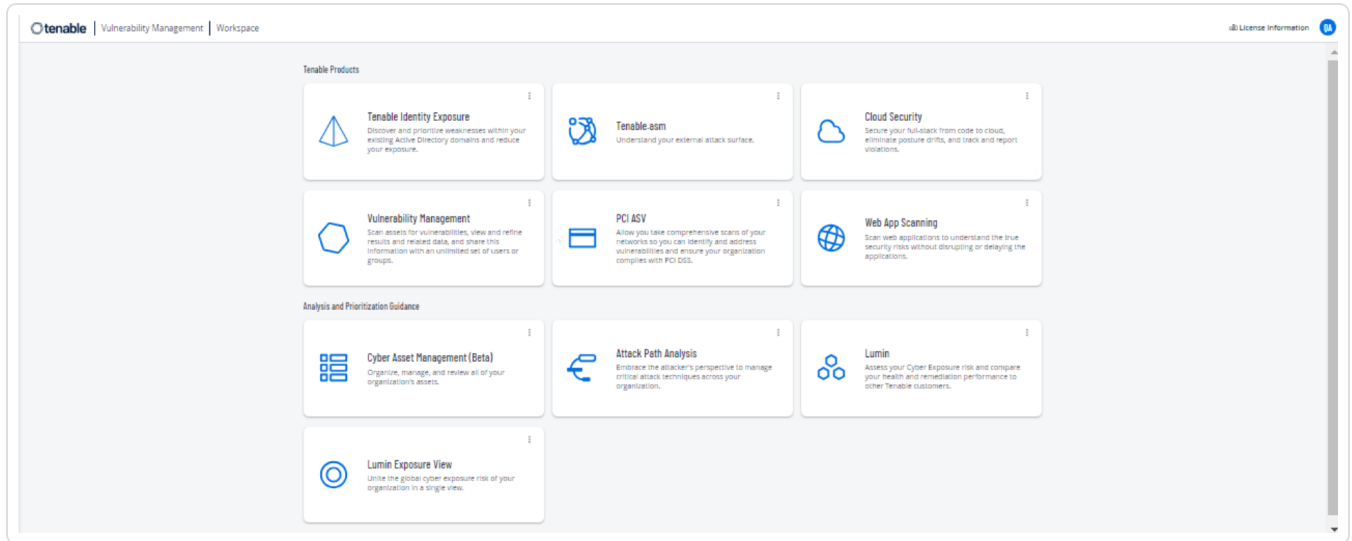 tenable | Vulnerability Management | Workspace
License Information
QA
Tenable Products
Tenable Identity Exposure
Discover and prioritize weaknesses within your
existing Active Directory domains and reduce
your exposure.
Tenable.asm
Understand your external attack surface.
Cloud Security
Secure your full-stack from code to cloud,
eliminate posture drifts, and track and report
violations.
Vulnerability Management
Scan assets for vulnerabilities, view and refine
results and related data, and share this
information with an unlimited set of users or
groups.
PCI ASV
Allow you take comprehensive scans of your
networks so you can identify and address
vulnerabilities and ensure your organization
complies with PCI DSS.
Web App Scanning
Scan web applications to understand the true
security risks without disrupting or delaying the
applications.
Analysis and Prioritization Guidance
Cyber Asset Management (Beta)
Organize, manage, and review all of your
organization's assets.
Attack Path Analysis
Embrace the attacker's perspective to manage
critical attack techniques across your
organization.
Lumin
Assess your Cyber Exposure risk and compare
your health and remediation performance to
other Tenable customers.
Lumin Exposure View
Unite the global cyber exposure risk of your
organization in a single view.